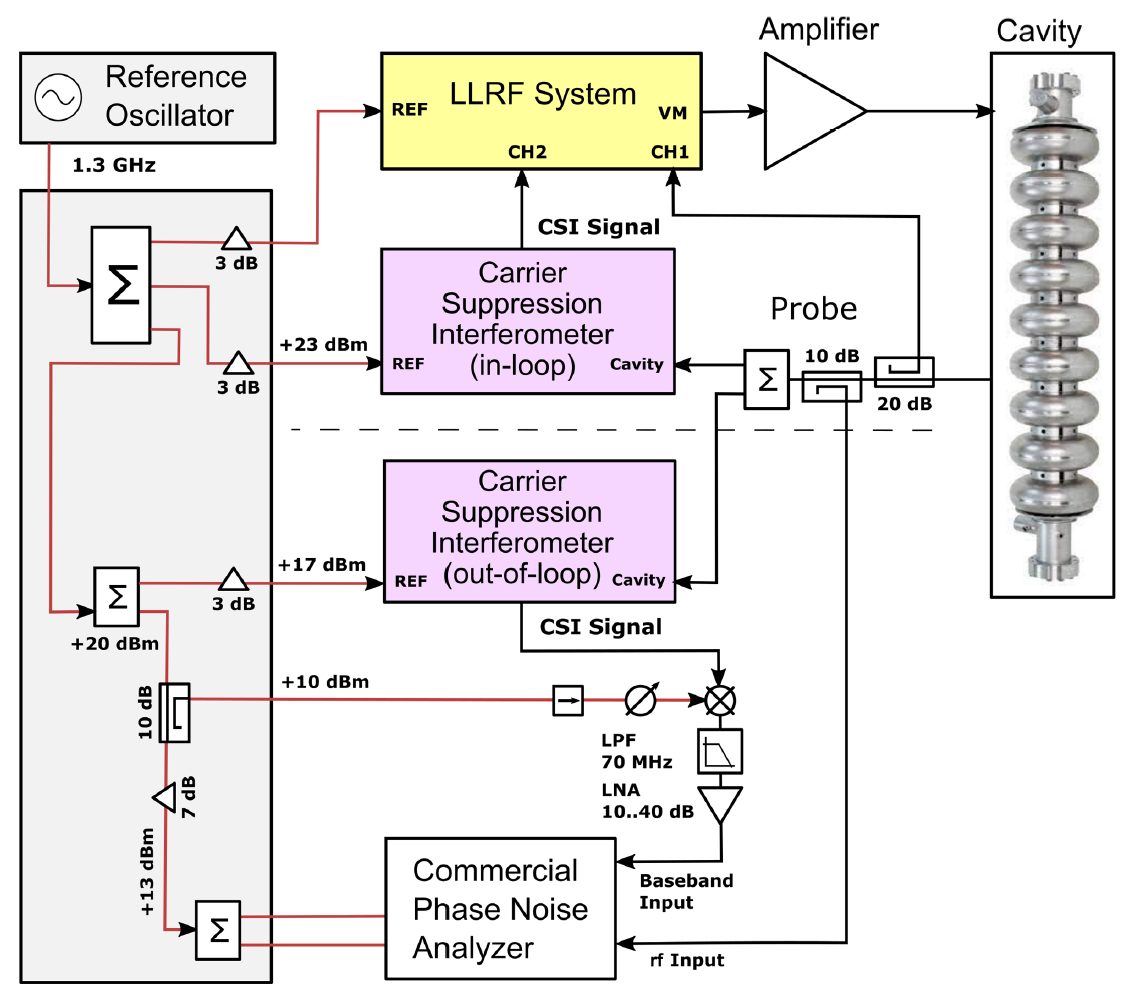 Amplifier
Cavity
Reference
Oscillator
1.3 GHz
LLRF System
REF
VM
CH2
CH1
CSI Signal
Σ
3 dB
3 dB
+23 dBm
Carrier
Suppression
Interferometer
(in-loop)
REF
Cavity
Probe
10 dB
20 dB
Σ
Carrier
Suppression
Interferometer
(out-of-loop)
REF
Cavity
+17 dBm
3 dB
Σ
+20 dBm
CSI Signal
+10 dBm
10 dB
7 dB
+13 dBm
LPF
70 MHz
LNA
10..40 dB
Σ
Commercial
Phase Noise
Analyzer
Baseband
Input
rf Input